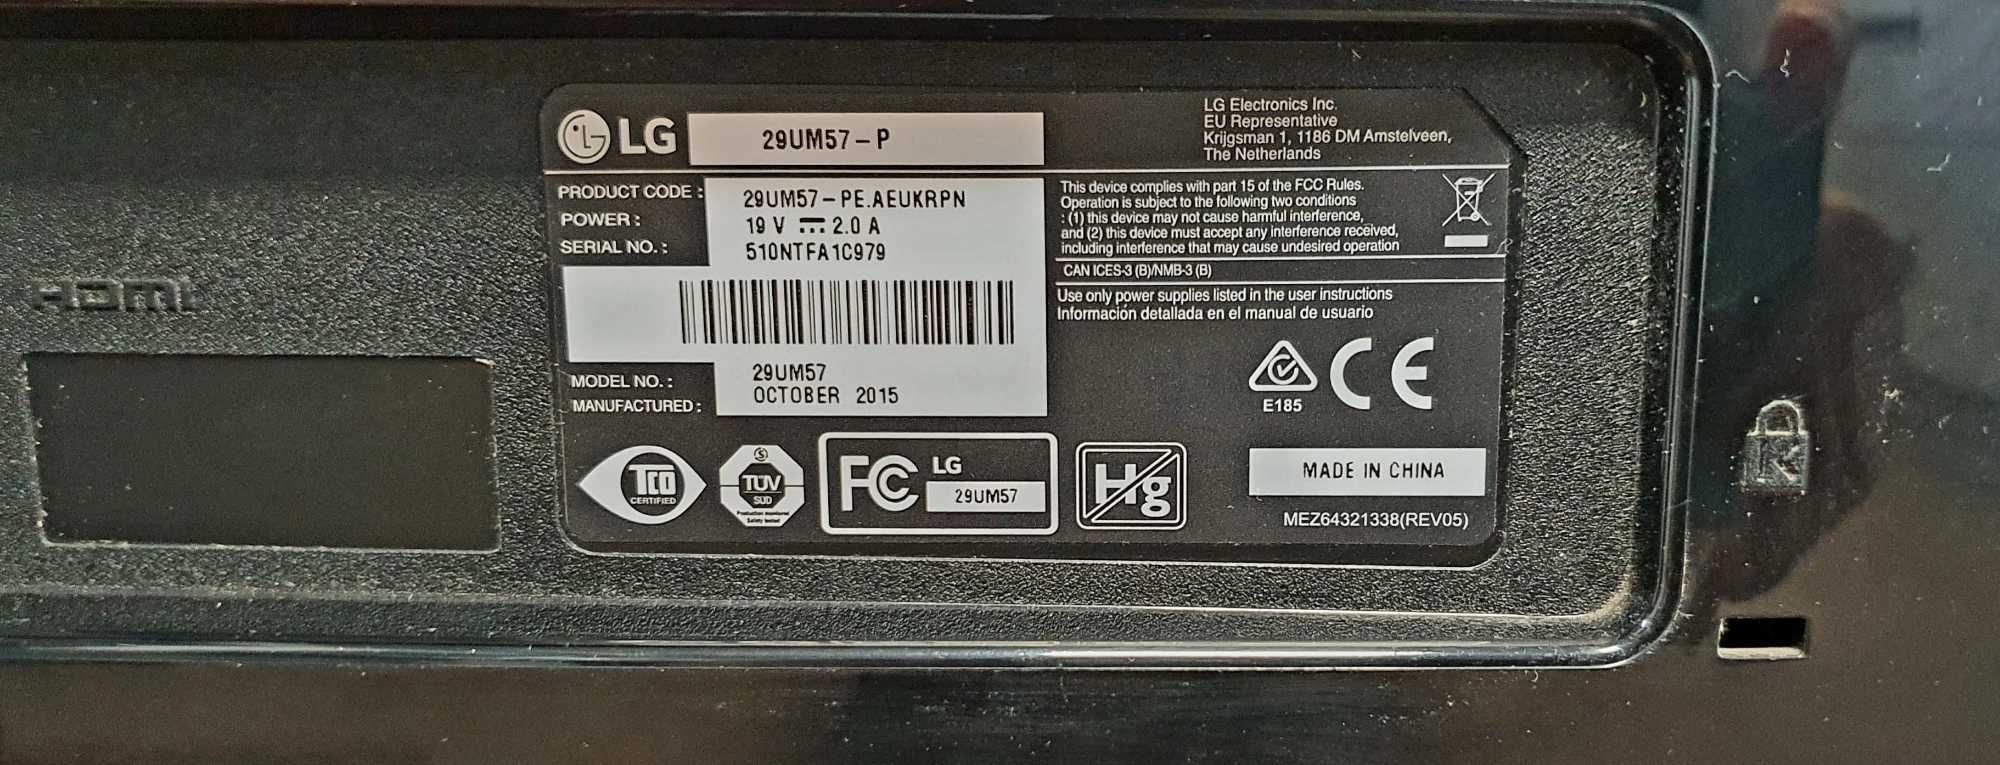 LG 29UM57-P
LG Electronics Inc.
EU Representative
Krijgsman 1, 1186 DM Amstelveen,
The Netherlands
PRODUCT CODE : 29UM57-PE.AEUKRPN
POWER : 19 V 2.0 A
SERIAL NO. : 510NTFA1C979
MODEL NO. : 29UM57
MANUFACTURED : OCTOBER 2015
This device complies with part 15 of the FCC Rules.
Operation is subject to the following two conditions
: (1) this device may not cause harmful interference,
and (2) this device must accept any interference received,
including interference that may cause undesired operation
CAN ICES-3 (B)/NMB-3 (B)
Use only power supplies listed in the user instructions
Información detallada en el manual de usuario
E185
CE
TCO
CERTIFIED
S
TÜV
SÜD
Production monitored
Safety tested
FC LG
29UM57
Hg
MADE IN CHINA
MEZ64321338(REV05)
HDMI
K